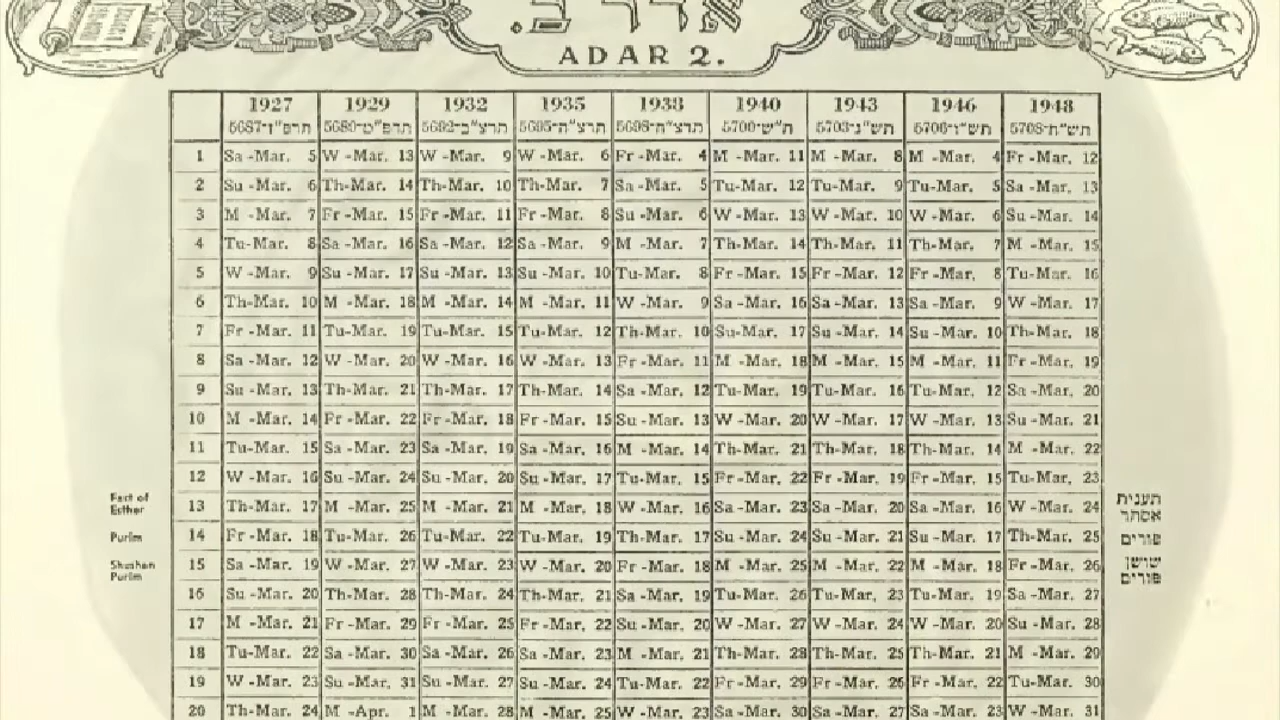 אדר ב.
ADAR 2.
1927 1929 1932 1935 1938 1940 1943 1946 1948
5687-תרפ"ז 5689-תרפ"ט 5692-תרצ"ב 5695-תרצ"ה 5698-תרצ"ח 5700-ת"ש 5703-תש"ג 5706-תש"ו 5708-תש"ח
1 Sa -Mar. 5 W -Mar. 13 W -Mar. 9 W -Mar. 6 Fr -Mar. 4 M -Mar. 11 M -Mar. 8 M -Mar. 4 Fr -Mar. 12
2 Su -Mar. 6 Th-Mar. 14 Th-Mar. 10 Th-Mar. 7 Sa -Mar. 5 Tu-Mar. 12 Tu-Mar. 9 Tu-Mar. 5 Sa -Mar. 13
3 M -Mar. 7 Fr -Mar. 15 Fr -Mar. 11 Fr -Mar. 8 Su -Mar. 6 W -Mar. 13 W -Mar. 10 W -Mar. 6 Su -Mar. 14
4 Tu-Mar. 8 Sa -Mar. 16 Sa -Mar. 12 Sa -Mar. 9 M -Mar. 7 Th-Mar. 14 Th-Mar. 11 Th-Mar. 7 M -Mar. 15
5 W -Mar. 9 Su -Mar. 17 Su -Mar. 13 Su -Mar. 10 Tu-Mar. 8 Fr -Mar. 15 Fr -Mar. 12 Fr -Mar. 8 Tu-Mar. 16
6 Th-Mar. 10 M -Mar. 18 M -Mar. 14 M -Mar. 11 W -Mar. 9 Sa -Mar. 16 Sa -Mar. 13 Sa -Mar. 9 W -Mar. 17
7 Fr -Mar. 11 Tu-Mar. 19 Tu-Mar. 15 Tu-Mar. 12 Th-Mar. 10 Su-Mar. 17 Su -Mar. 14 Su -Mar. 10 Th-Mar. 18
8 Sa -Mar. 12 W -Mar. 20 W -Mar. 16 W -Mar. 13 Fr -Mar. 11 M -Mar. 18 M -Mar. 15 M -Mar. 11 Fr -Mar. 19
9 Su -Mar. 13 Th-Mar. 21 Th-Mar. 17 Th-Mar. 14 Sa -Mar. 12 Tu-Mar. 19 Tu-Mar. 16 Tu-Mar. 12 Sa -Mar. 20
10 M -Mar. 14 Fr -Mar. 22 Fr -Mar. 18 Fr -Mar. 15 Su -Mar. 13 W -Mar. 20 W -Mar. 17 W -Mar. 13 Su -Mar. 21
11 Tu-Mar. 15 Sa -Mar. 23 Sa -Mar. 19 Sa -Mar. 16 M -Mar. 14 Th-Mar. 21 Th-Mar. 18 Th-Mar. 14 M -Mar. 22
12 W -Mar. 16 Su -Mar. 24 Su -Mar. 20 Su -Mar. 17 Tu-Mar. 15 Fr -Mar. 22 Fr -Mar. 19 Fr -Mar. 15 Tu-Mar. 23
Fast of
Esther
13 Th-Mar. 17 M -Mar. 25 M -Mar. 21 M -Mar. 18 W -Mar. 16 Sa -Mar. 23 Sa -Mar. 20 Sa -Mar. 16 W -Mar. 24
תענית
אסתר
Purim 14 Fr -Mar. 18 Tu-Mar. 26 Tu-Mar. 22 Tu-Mar. 19 Th-Mar. 17 Su -Mar. 24 Su -Mar. 21 Su -Mar. 17 Th-Mar. 25 פורים
Shushan
Purim
15 Sa -Mar. 19 W -Mar. 27 W -Mar. 23 W -Mar. 20 Fr -Mar. 18 M -Mar. 25 M -Mar. 22 M -Mar. 18 Fr -Mar. 26
שושן
פורים
16 Su -Mar. 20 Th-Mar. 28 Th-Mar. 24 Th-Mar. 21 Sa -Mar. 19 Tu-Mar. 26 Tu-Mar. 23 Tu-Mar. 19 Sa -Mar. 27
17 M -Mar. 21 Fr -Mar. 29 Fr -Mar. 25 Fr -Mar. 22 Su -Mar. 20 W -Mar. 27 W -Mar. 24 W -Mar. 20 Su -Mar. 28
18 Tu-Mar. 22 Sa -Mar. 30 Sa -Mar. 26 Sa -Mar. 23 M -Mar. 21 Th-Mar. 28 Th-Mar. 25 Th-Mar. 21 M -Mar. 29
19 W -Mar. 23 Su -Mar. 31 Su -Mar. 27 Su -Mar. 24 Tu-Mar. 22 Fr -Mar. 29 Fr -Mar. 26 Fr -Mar. 22 Tu-Mar. 30
20 Th-Mar. 24 M -Apr. 1 M -Mar. 28 M -Mar. 25 W -Mar. 23 Sa -Mar. 30 Sa -Mar. 27 Sa -Mar. 23 W -Mar. 31